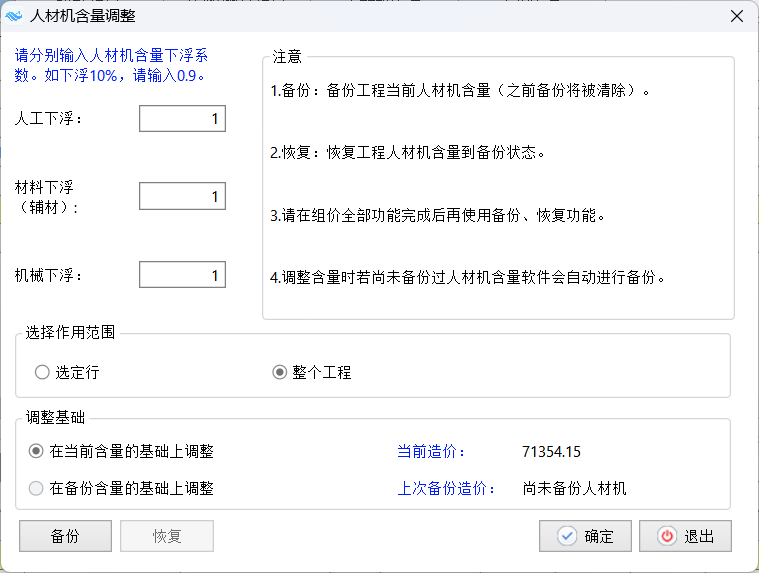 人材机含量调整
请分别输入人材机含量下浮系
数。如下浮10%，请输入0.9。
人工下浮：
1
材料下浮
（辅材）：
1
机械下浮：
1
注意
1.备份：备份工程当前人材机含量（之前备份将被清除）。
2.恢复：恢复工程人材机含量到备份状态。
3.请在组价全部功能完成后再使用备份、恢复功能。
4.调整含量时若尚未备份过人材机含量软件会自动进行备份。
选择作用范围
选定行
整个工程
调整基础
在当前含量的基础上调整
当前造价：
71354.15
在备份含量的基础上调整
上次备份造价：
尚未备份人材机
备份
恢复
确定
退出